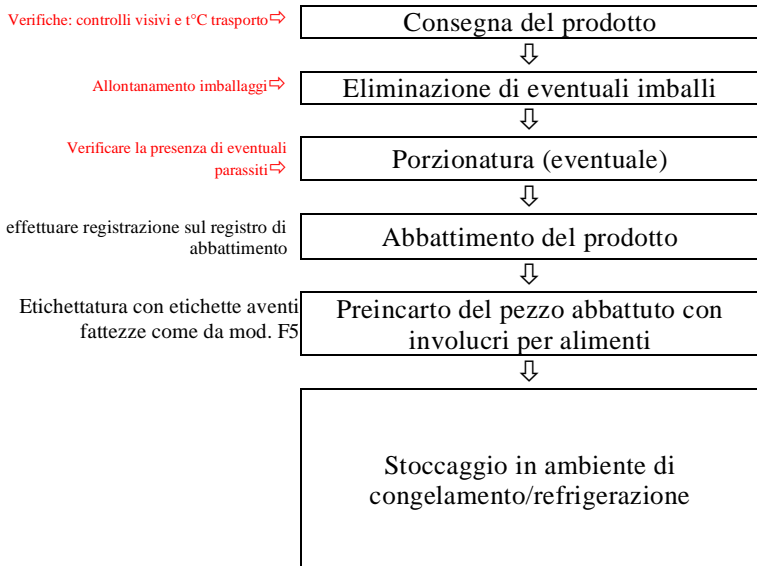 Verifiche: controlli visivi e t°C trasporto⇨
Consegna del prodotto
⇩
Allontanamento imballaggi⇨
Eliminazione di eventuali imballi
⇩
Verificare la presenza di eventuali
parassiti⇨
Porzionatura (eventuale)
⇩
effettuare registrazione sul registro di
abbattimento
Abbattimento del prodotto
⇩
Etichettatura con etichette aventi
fattezze come da mod. F5
Preincarto del pezzo abbattuto con
involucri per alimenti
⇩
Stoccaggio in ambiente di
congelamento/refrigerazione